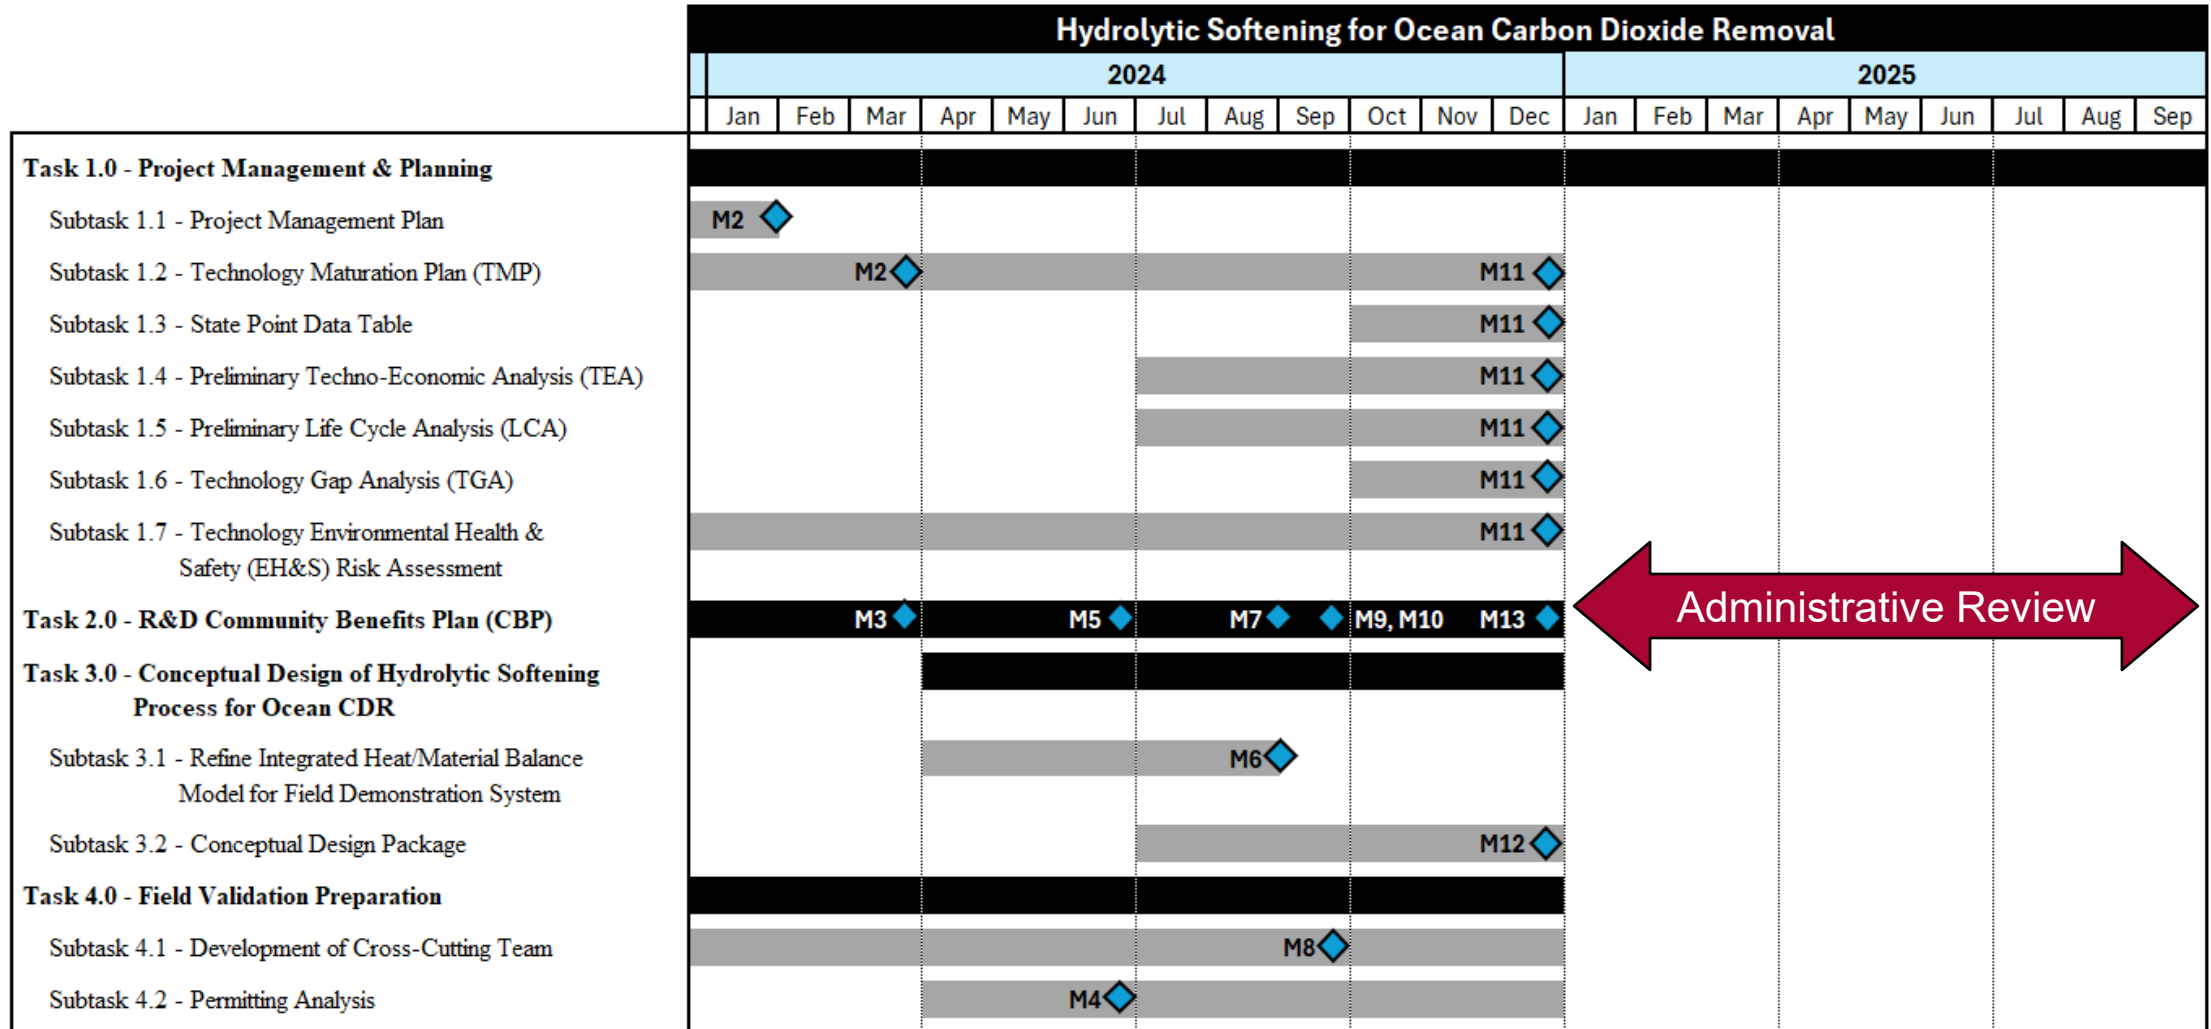 Hydrolytic Softening for Ocean Carbon Dioxide Removal
2024 2025
Jan Feb Mar Apr May Jun Jul Aug Sep Oct Nov Dec Jan Feb Mar Apr May Jun Jul Aug Sep
Task 1.0 - Project Management & Planning
Subtask 1.1 - Project Management Plan M2
Subtask 1.2 - Technology Maturation Plan (TMP) M2 M11
Subtask 1.3 - State Point Data Table M11
Subtask 1.4 - Preliminary Techno-Economic Analysis (TEA) M11
Subtask 1.5 - Preliminary Life Cycle Analysis (LCA) M11
Subtask 1.6 - Technology Gap Analysis (TGA) M11
Subtask 1.7 - Technology Environmental Health & M11
Safety (EH&S) Risk Assessment
Administrative Review
Task 2.0 - R&D Community Benefits Plan (CBP) M3 M5 M7 M9, M10 M13
Task 3.0 - Conceptual Design of Hydrolytic Softening
Process for Ocean CDR
Subtask 3.1 - Refine Integrated Heat/Material Balance M6
Model for Field Demonstration System
Subtask 3.2 - Conceptual Design Package M12
Task 4.0 - Field Validation Preparation
Subtask 4.1 - Development of Cross-Cutting Team M8
Subtask 4.2 - Permitting Analysis M4